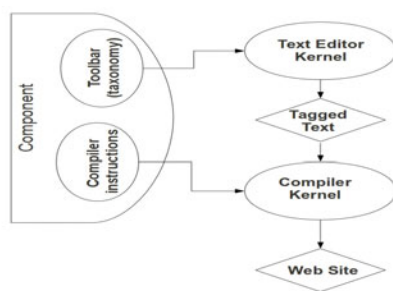 Component
Toolbar
(taxonomy)
Compiler
instructions
Text Editor
Kernel
Tagged
Text
Compiler
Kernel
Web Site